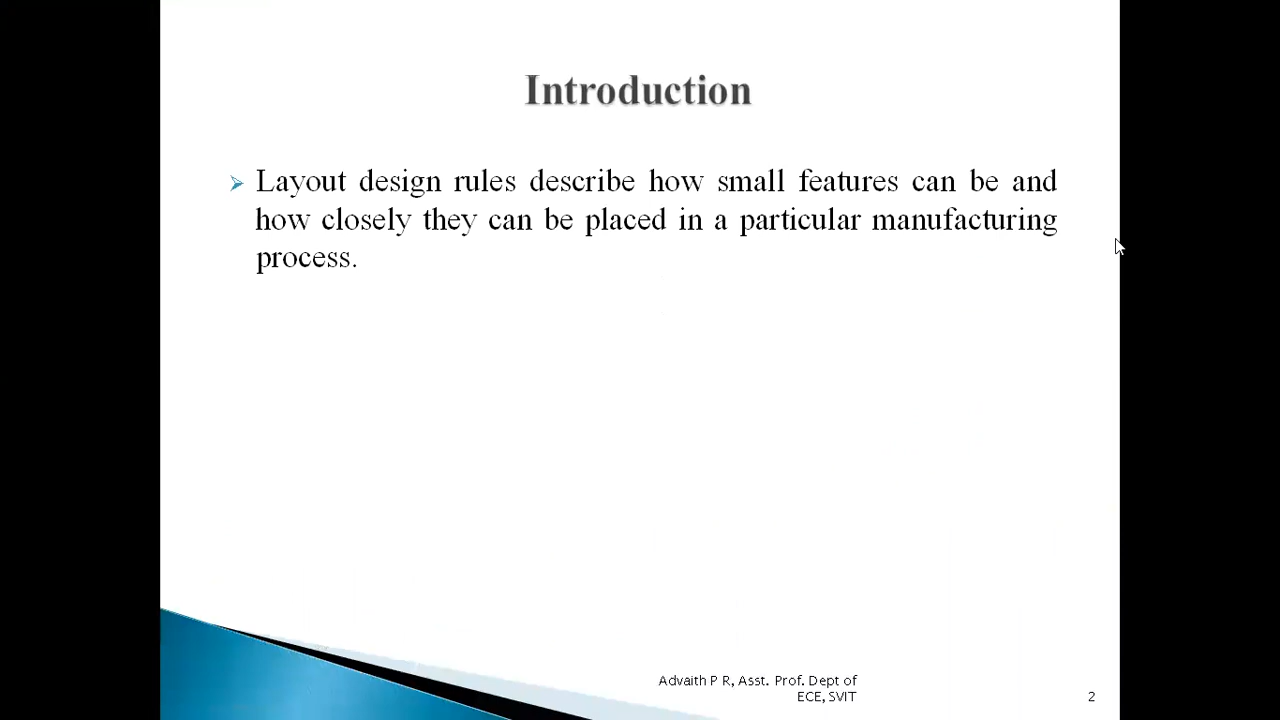 Introduction
Layout design rules describe how small features can be and
how closely they can be placed in a particular manufacturing
process.
Advaith P R, Asst. Prof. Dept of
ECE, SVIT
2